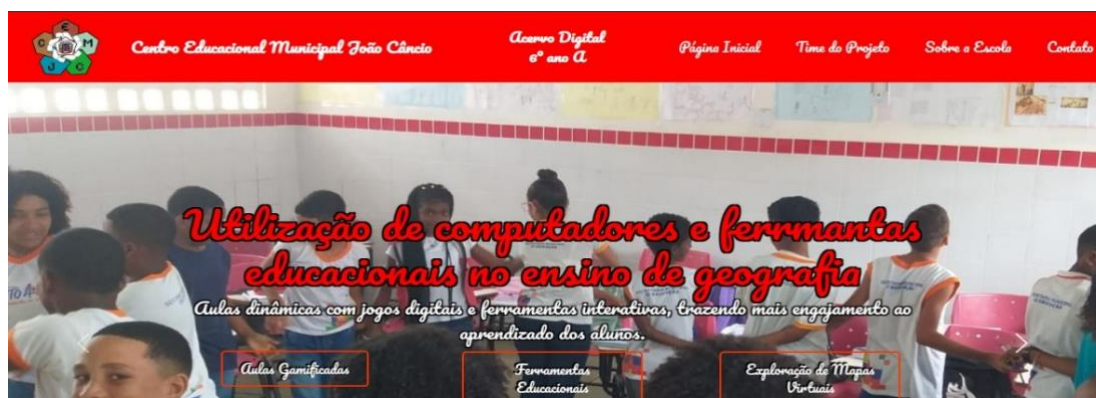 C E M J C
Centro Educacional Municipal João Câncio
Acervo Digital
6º ano A
Página Inicial
Time do Projeto
Sobre a Escola
Contato
Utilização de computadores e ferrmantas
educacionais no ensino de geografia
Aulas dinâmicas com jogos digitais e ferramentas interativas, trazendo mais engajamento ao
aprendizado dos alunos.
Aulas Gamificadas
Ferramentas
Educacionais
Exploração de Mapas
Virtuais